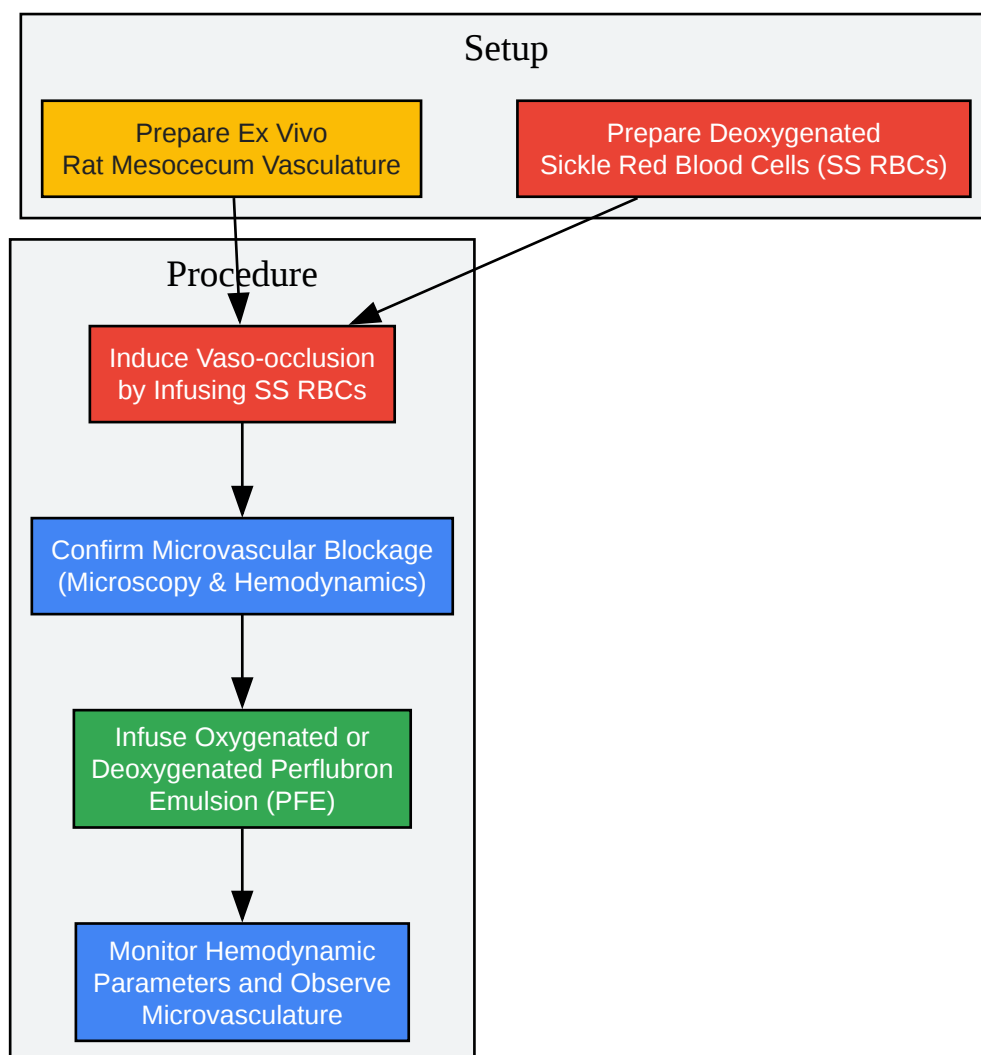 Setup
Prepare Ex Vivo
Rat Mesocecum Vasculature
Prepare Deoxygenated
Sickle Red Blood Cells (SS RBCs)
Procedure
Induce Vaso-occlusion
by Infusing SS RBCs
Confirm Microvascular Blockage
(Microscopy & Hemodynamics)
Infuse Oxygenated or
Deoxygenated Perflubron
Emulsion (PFE)
Monitor Hemodynamic
Parameters and Observe
Microvasculature